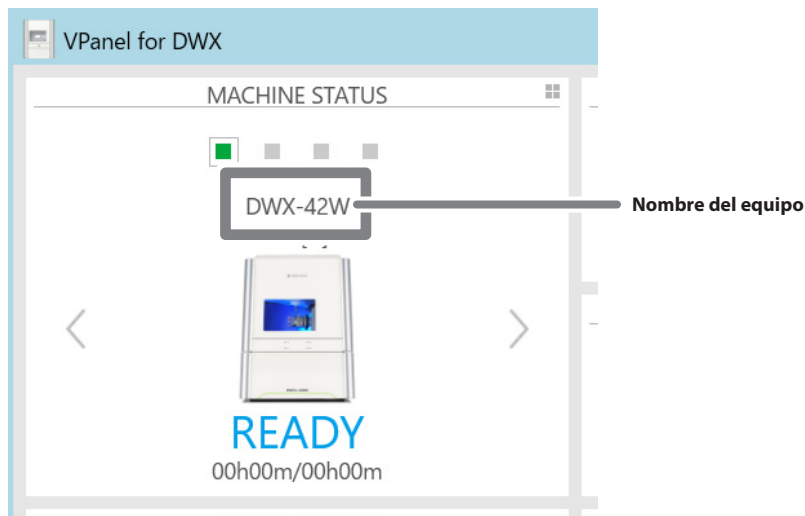 VPanel for DWX
MACHINE STATUS
DWX-42W
Nombre del equipo
READY
00h00m/00h00m